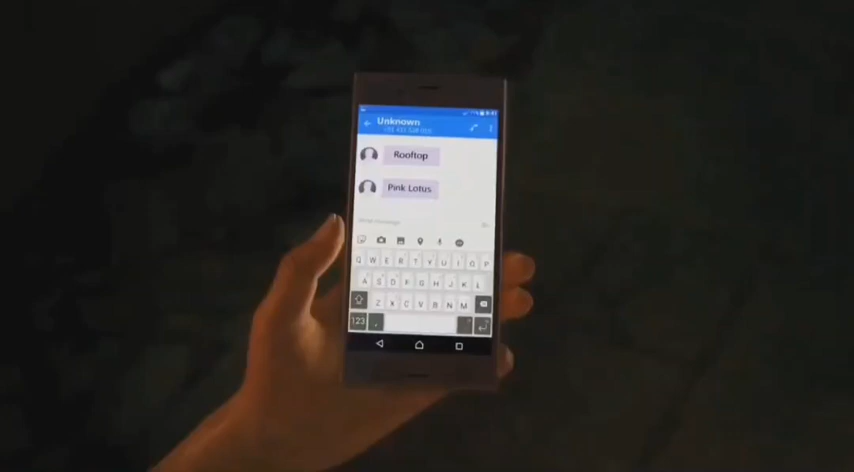 Unknown
Rooftop
Pink Lotus
Q W E R T Y U I O P
A S D F G H J K L
Z X C V B N M
123 ,